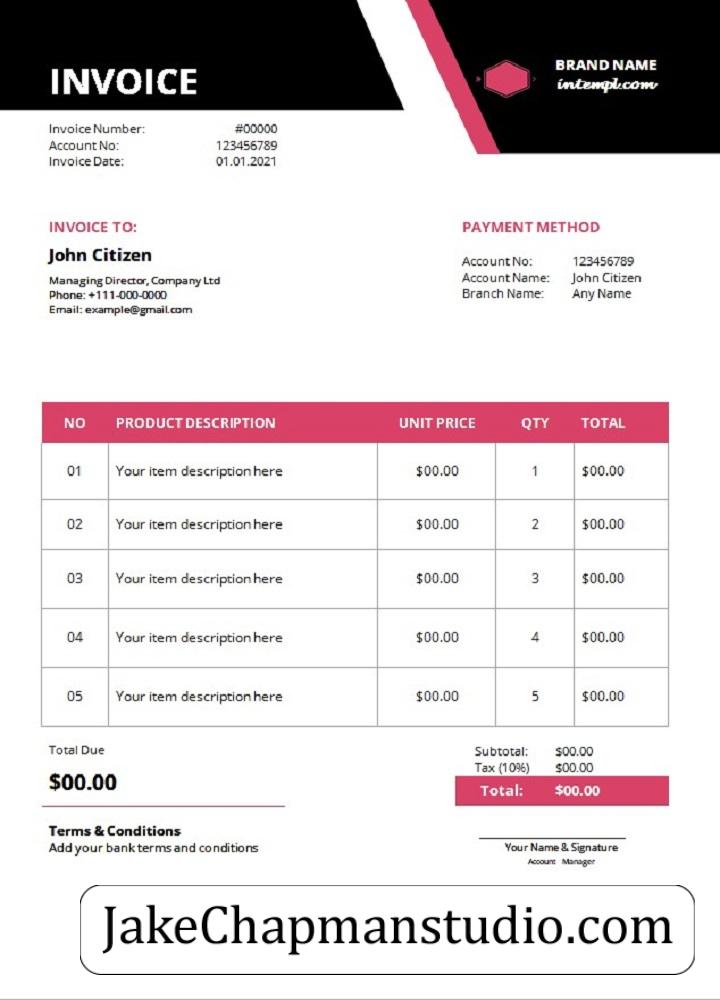 INVOICE
BRAND NAME
intempl.com
Invoice Number: #00000
Account No: 123456789
Invoice Date: 01.01.2021
INVOICE TO:
John Citizen
Managing Director, Company Ltd
Phone: +111-000-0000
Email: example@gmail.com
PAYMENT METHOD
Account No: 123456789
Account Name: John Citizen
Branch Name: Any Name
NO PRODUCT DESCRIPTION UNIT PRICE QTY TOTAL
01 Your item description here $00.00 1 $00.00
02 Your item description here $00.00 2 $00.00
03 Your item description here $00.00 3 $00.00
04 Your item description here $00.00 4 $00.00
05 Your item description here $00.00 5 $00.00
Total Due
$00.00
Subtotal: $00.00
Tax (10%) $00.00
Total: $00.00
Terms & Conditions
Add your bank terms and conditions
Your Name & Signature
Account Manager
JakeChapmanstudio.com